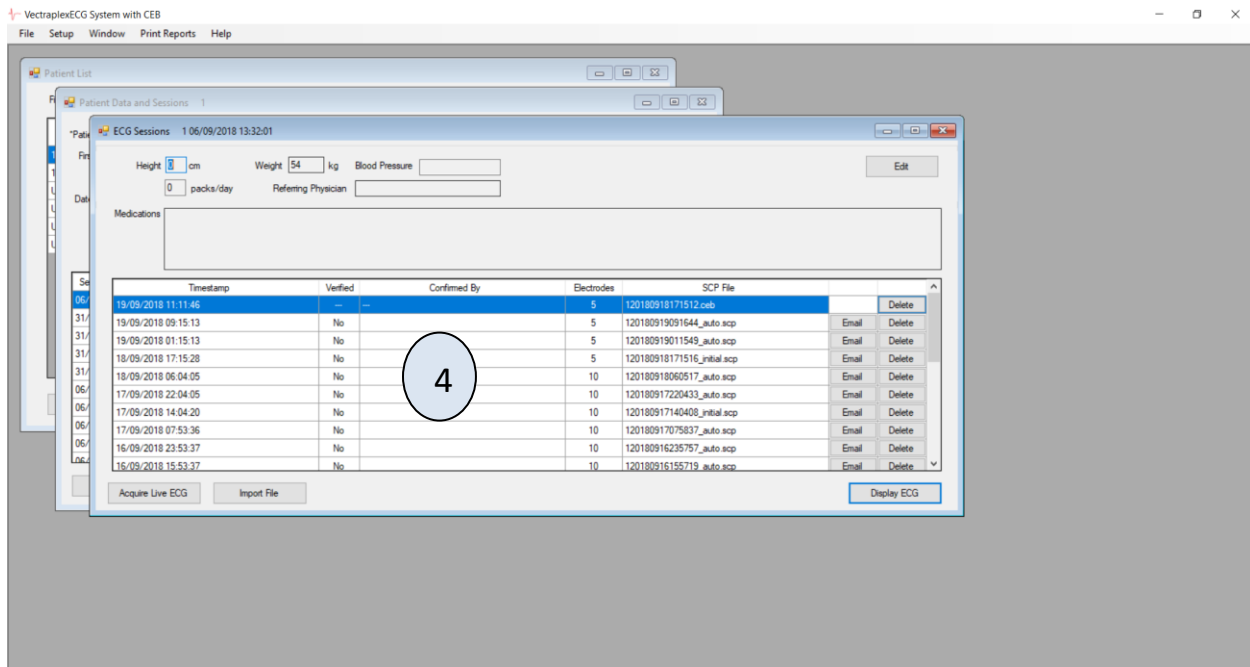 VectraplexECG System with CEB
File Setup Window Print Reports Help
Patient List
Patient Data and Sessions 1
ECG Sessions 1 06/09/2018 13:32:01
Height 0 cm Weight 54 kg Blood Pressure Edit
0 packs/day Referring Physician
Medications
Timestamp Verified Confirmed By Electrodes SCP File
19/09/2018 11:11:46 --- --- 5 120180918171512.ceb Delete
19/09/2018 09:15:13 No 5 120180919091644_auto.scp Email Delete
19/09/2018 01:15:13 No 5 120180919011549_auto.scp Email Delete
18/09/2018 17:15:28 No 5 120180918171516_initial.scp Email Delete
18/09/2018 06:04:05 No 10 120180918060517_auto.scp Email Delete
17/09/2018 22:04:05 No 10 120180917220433_auto.scp Email Delete
17/09/2018 14:04:20 No 10 120180917140408_initial.scp Email Delete
17/09/2018 07:53:36 No 10 120180917075837_auto.scp Email Delete
16/09/2018 23:53:37 No 10 120180916235757_auto.scp Email Delete
16/09/2018 15:53:37 No 10 120180916155719_auto.scp Email Delete
4
Acquire Live ECG Import File Display ECG